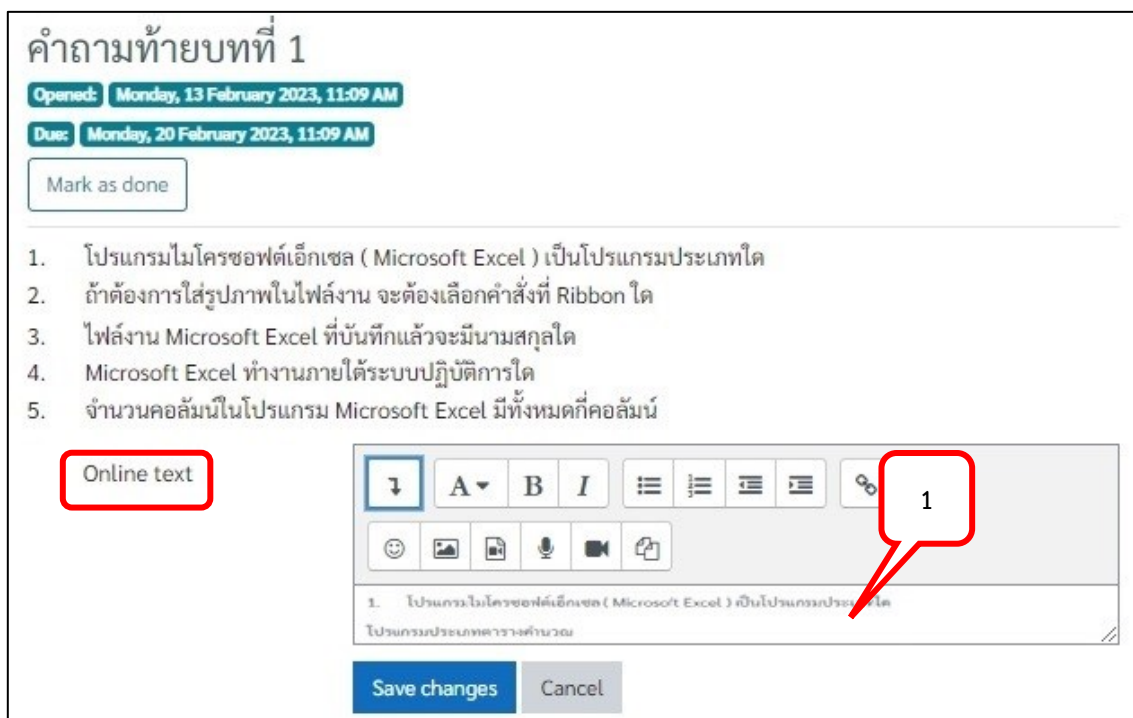 คำถามท้ายบทที่ 1
Opened: Monday, 13 February 2023, 11:09 AM
Due: Monday, 20 February 2023, 11:09 AM
Mark as done
1. โปรแกรมไมโครซอฟต์เอ็กเซล ( Microsoft Excel ) เป็นโปรแกรมประเภทใด
2. ถ้าต้องการใส่รูปภาพในไฟล์งาน จะต้องเลือกคำสั่งที่ Ribbon ใด
3. ไฟล์งาน Microsoft Excel ที่บันทึกแล้วจะมีนามสกุลใด
4. Microsoft Excel ทำงานภายใต้ระบบปฏิบัติการใด
5. จำนวนคอลัมน์ในโปรแกรม Microsoft Excel มีทั้งหมดกี่คอลัมน์
Online text
A B I
1
1. โปรแกรมไมโครซอฟต์เอ็กเซล ( Microsoft Excel ) เป็นโปรแกรมประเภทใด
โปรแกรมประเภทตารางคำนวณ
Save changes Cancel